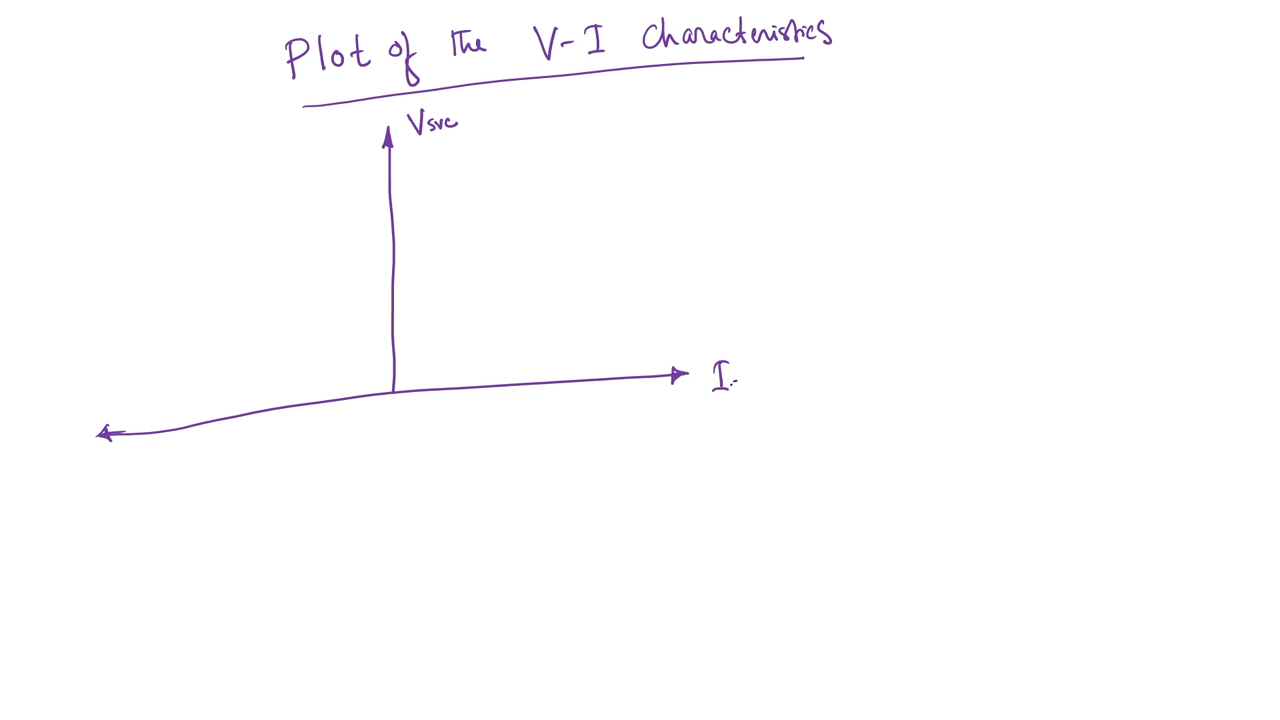 Plot of the V-I characteristics
Vsvc
I